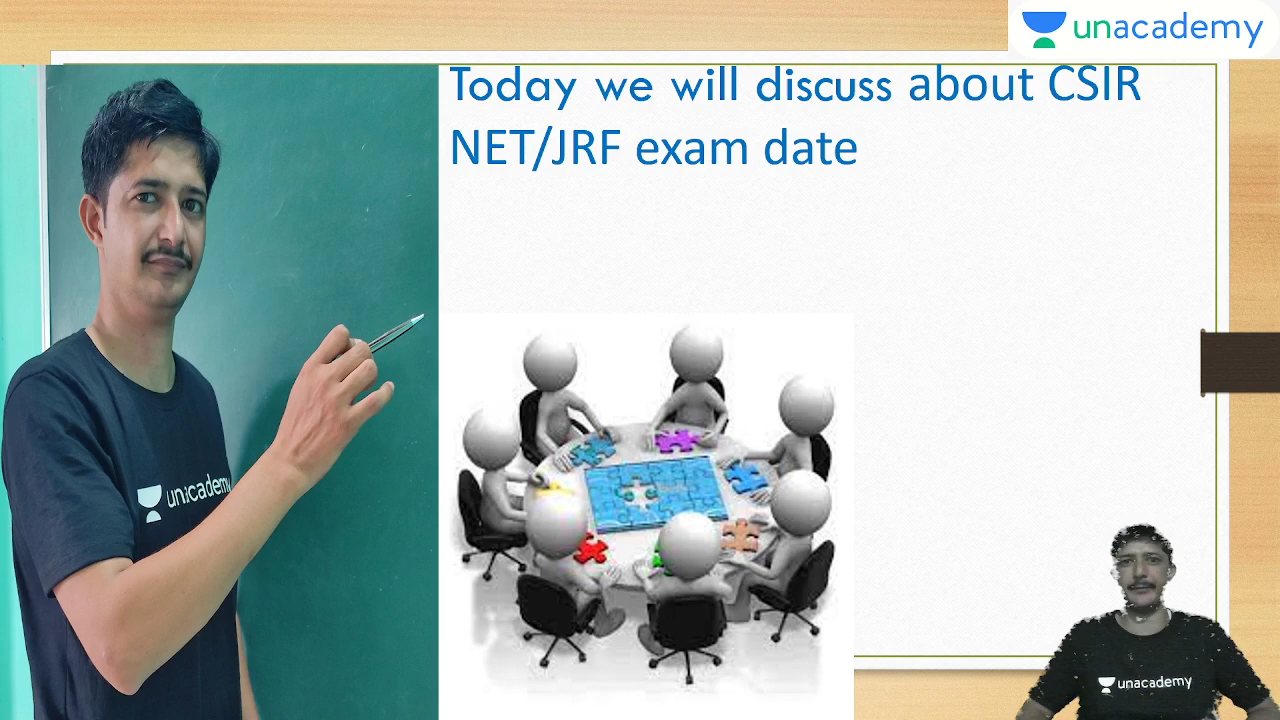 unacademy
Today we will discuss about CSIR
NET/JRF exam date
unacademy
unacademy